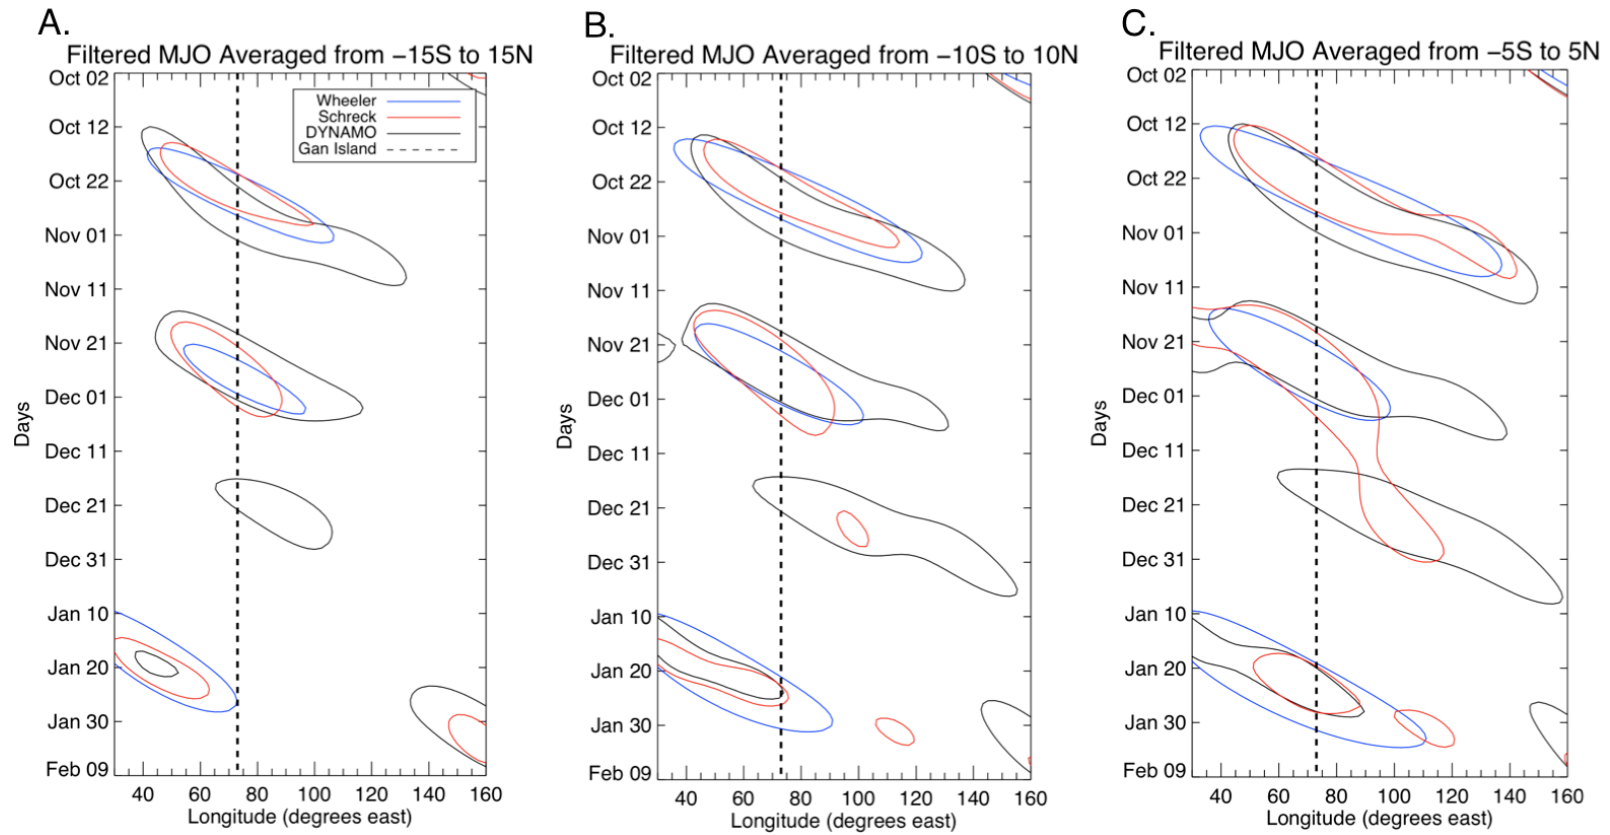 A.
Filtered MJO Averaged from −15S to 15N
Oct 02
Oct 12
Oct 22
Nov 01
Nov 11
Nov 21
Dec 01
Dec 11
Dec 21
Dec 31
Jan 10
Jan 20
Jan 30
Feb 09
Days
Wheeler
Schreck
DYNAMO
Gan Island
40 60 80 100 120 140 160
Longitude (degrees east)
B.
Filtered MJO Averaged from −10S to 10N
Oct 02
Oct 12
Oct 22
Nov 01
Nov 11
Nov 21
Dec 01
Dec 11
Dec 21
Dec 31
Jan 10
Jan 20
Jan 30
Feb 09
Days
40 60 80 100 120 140 160
Longitude (degrees east)
C.
Filtered MJO Averaged from −5S to 5N
Oct 02
Oct 12
Oct 22
Nov 01
Nov 11
Nov 21
Dec 01
Dec 11
Dec 21
Dec 31
Jan 10
Jan 20
Jan 30
Feb 09
Days
40 60 80 100 120 140 160
Longitude (degrees east)